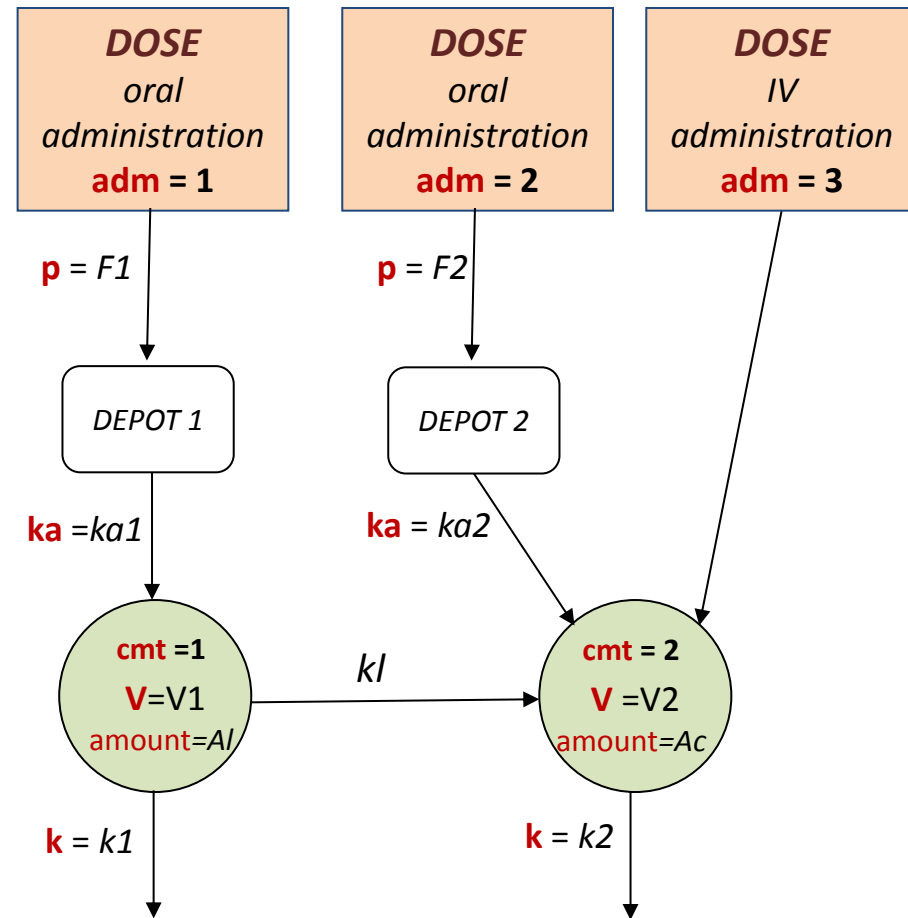 DOSE
oral
administration
adm = 1
DOSE
oral
administration
adm = 2
DOSE
IV
administration
adm = 3
p = F1
p = F2
DEPOT 1
DEPOT 2
ka =ka1
ka = ka2
cmt =1
V=V1
amount=Al
kl
cmt = 2
V =V2
amount=Ac
k = k1
k = k2